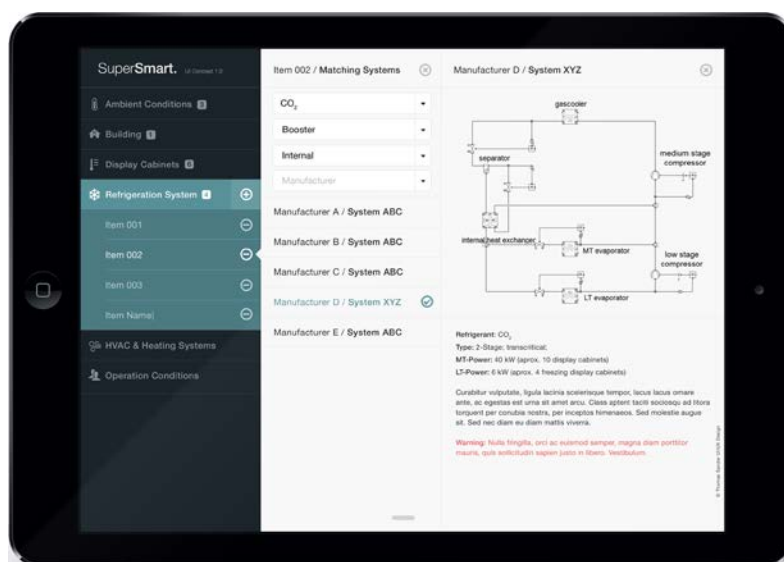 SuperSmart. UI Concept 1.0
Ambient Conditions
Building
Display Cabinets
Refrigeration System 4
Item 001
Item 002
Item 003
Item Name
HVAC & Heating Systems
Operation Conditions
Item 002 / Matching Systems
CO2
Booster
Internal
Manufacturer
Manufacturer A / System ABC
Manufacturer B / System ABC
Manufacturer C / System ABC
Manufacturer D / System XYZ
Manufacturer E / System ABC
Manufacturer D / System XYZ
gascooler
separator
medium stage
compressor
internal heat exchanger
MT evaporator
low stage
compressor
LT evaporator
Refrigerant: CO2
Type: 2-Stage; transcritical;
MT-Power: 40 kW (aprox. 10 display cabinets)
LT-Power: 6 kW (aprox. 4 freezing display cabinets)
Curabitur vulputate, ligula lacinia scelerisque tempor, lacus lacus ornare
ante, ac egestas est urna sit amet arcu. Class aptent taciti sociosqu ad litora
torquent per conubia nostra, per inceptos himenaeos. Sed molestie augue
sit. Sed nec diam eu diam mattis viverra.
Warning: Nulla fringilla, orci ac euismod semper, magna diam porttitor
mauris, quis sollicitudin sapien justo in libero. Vestibulum.